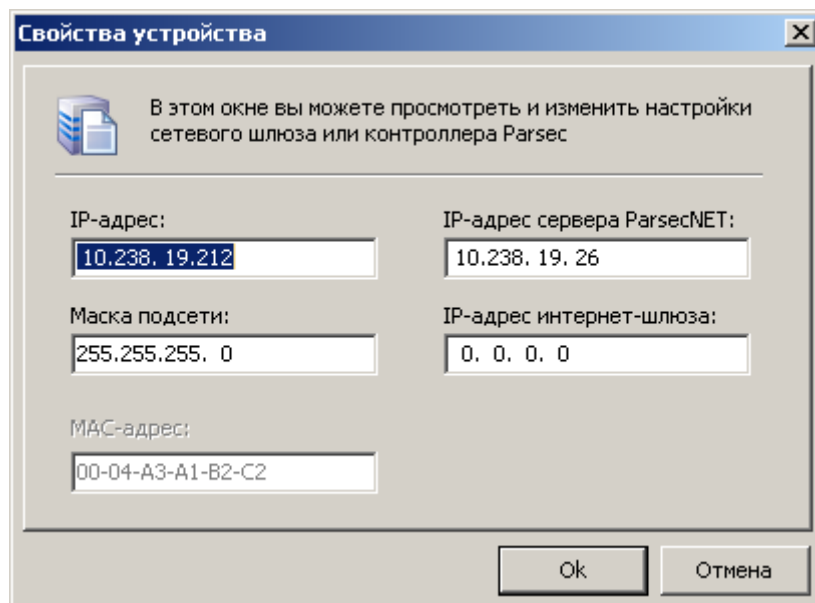 Свойства устройства
В этом окне вы можете просмотреть и изменить настройки
сетевого шлюза или контроллера Parsec
IP-адрес:
10.238. 19.212
IP-адрес сервера ParsecNET:
10.238. 19. 26
Маска подсети:
255.255.255. 0
IP-адрес интернет-шлюза:
0. 0. 0. 0
MAC-адрес:
00-04-A3-A1-B2-C2
Ok
Отмена